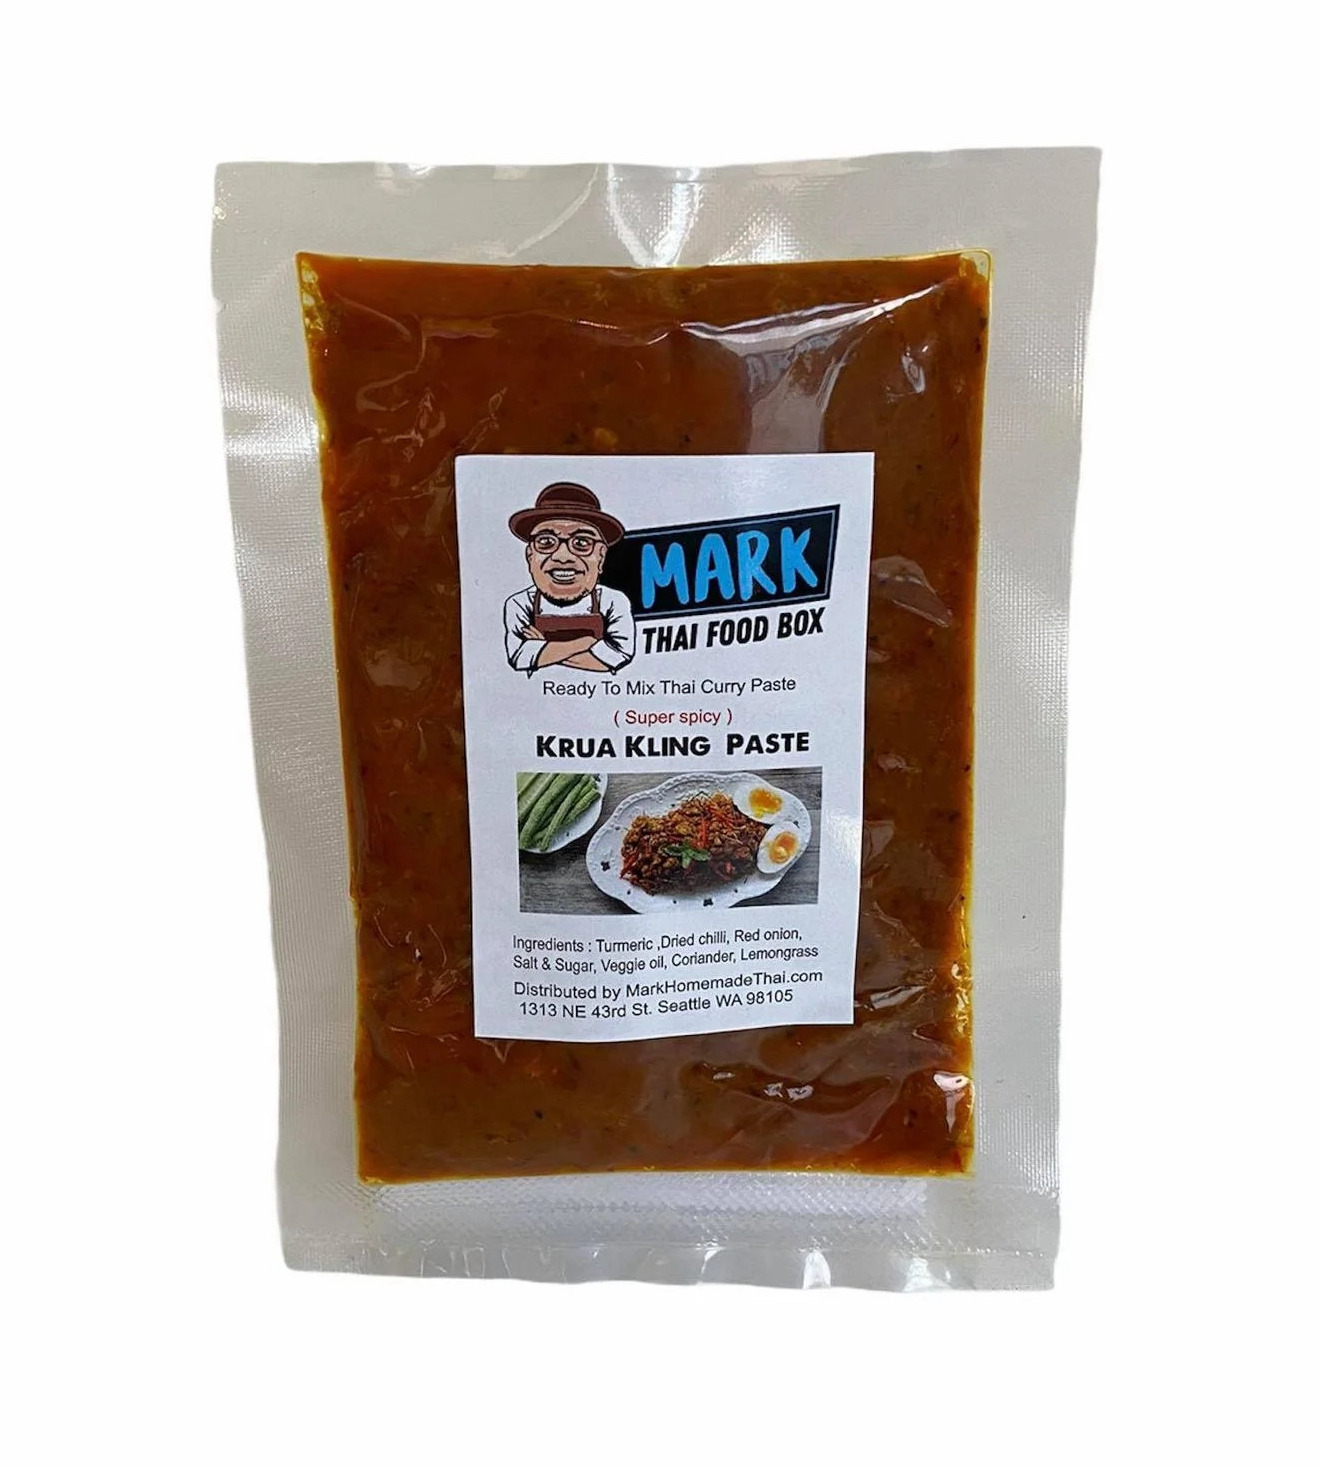 MARK
THAI FOOD BOX
Ready To Mix Thai Curry Paste
( Super spicy )
KRUA KLING PASTE
Ingredients : Turmeric ,Dried chilli, Red onion,
Salt & Sugar, Veggie oil, Coriander, Lemongrass
Distributed by MarkHomemadeThai.com
1313 NE 43rd St. Seattle WA 98105